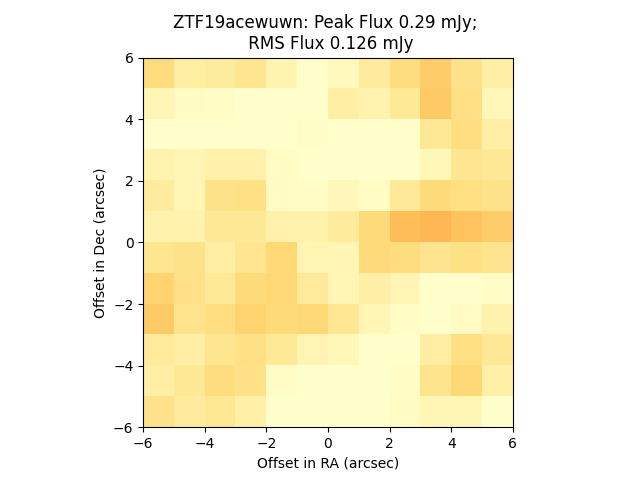 ZTF19acewuwn: Peak Flux 0.29 mJy;
RMS Flux 0.126 mJy
6
4
2
0
−2
−4
−6
Offset in Dec (arcsec)
−6 −4 −2 0 2 4 6
Offset in RA (arcsec)